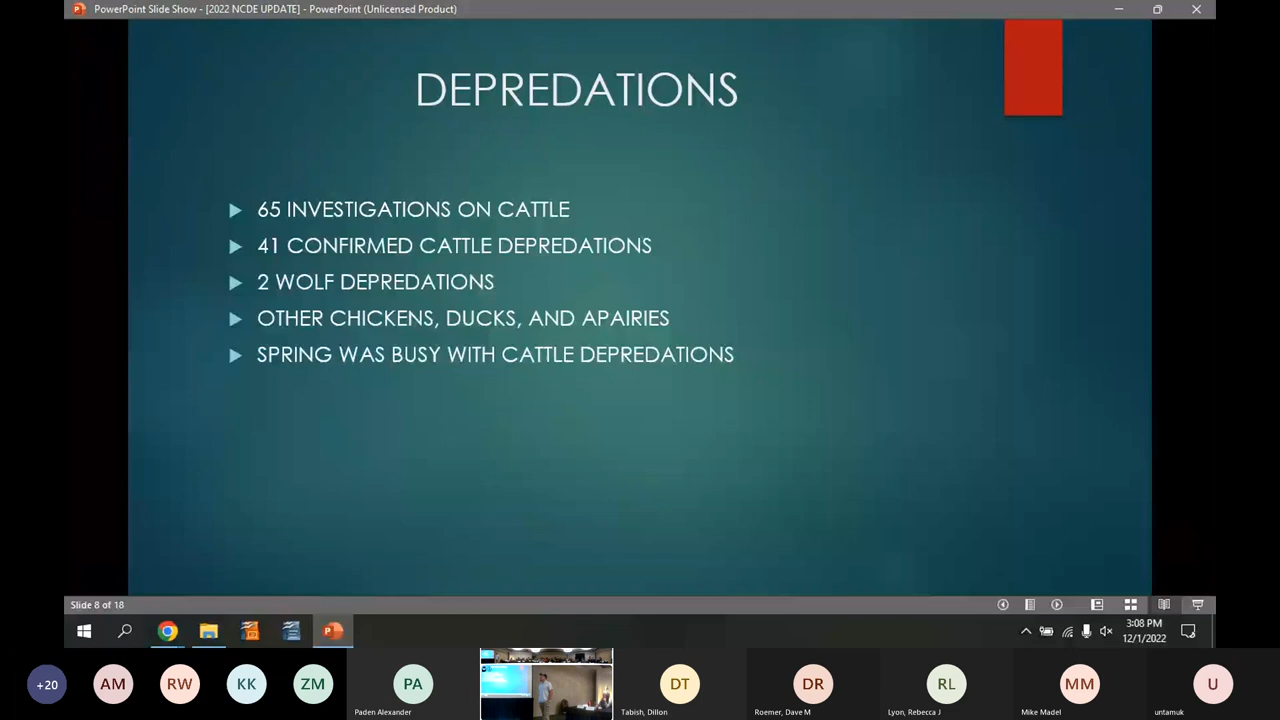 PowerPoint Slide Show - [2022 NCDE UPDATE] - PowerPoint (Unlicensed Product)
DEPREDATIONS
65 INVESTIGATIONS ON CATTLE
41 CONFIRMED CATTLE DEPREDATIONS
2 WOLF DEPREDATIONS
OTHER CHICKENS, DUCKS, AND APAIRIES
SPRING WAS BUSY WITH CATTLE DEPREDATIONS
Slide 8 of 18
3:08 PM
12/1/2022
+20
AM
RW
KK
ZM
PA
DT
DR
RL
MM
U
Paden Alexander
Tabish, Dillon
Roemer, Dave M
Lyon, Rebecca J
Mike Madel
untamuk